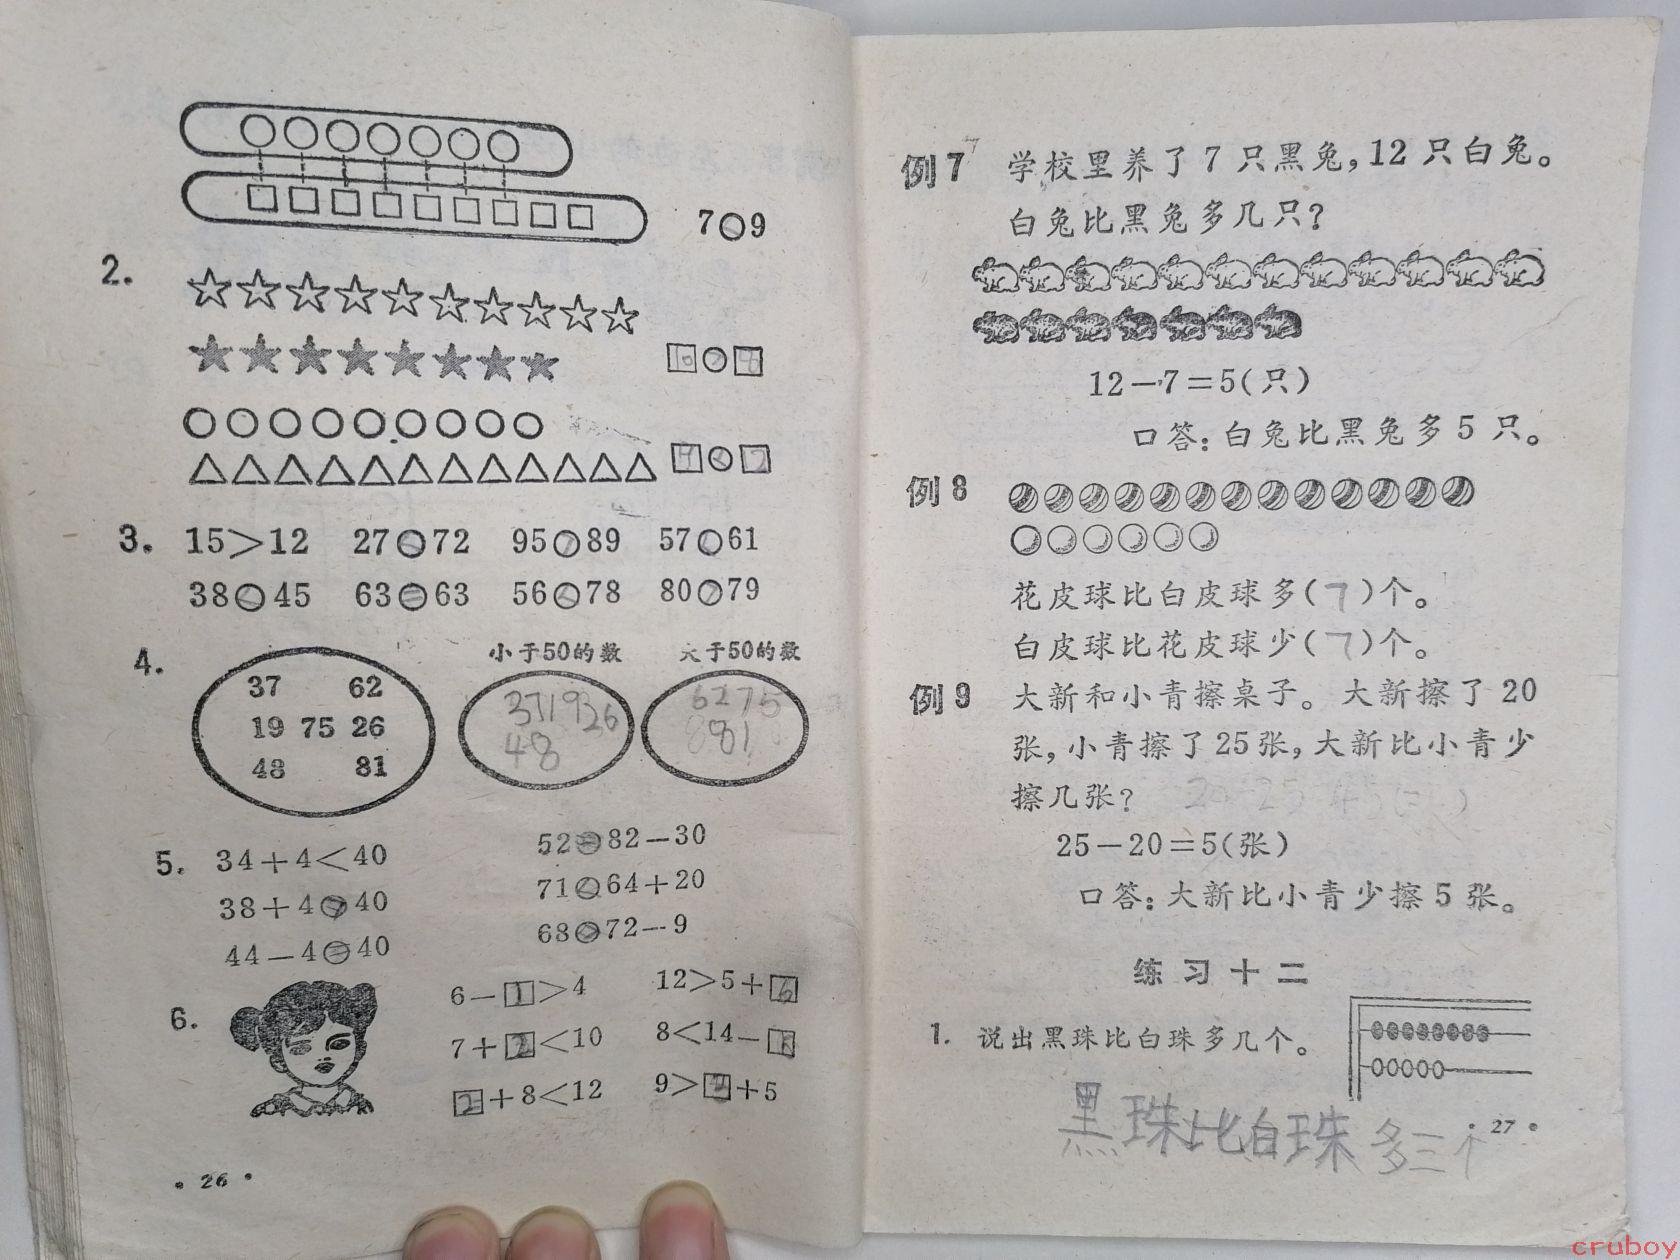 7<9
2.
10>8
9<12
3. 15>12 27<72 95>89 57<61
38<45 63=63 56<78 80>79
4. 小于50的数 大于50的数
37 62
19 75 26
48 81
37 19 26
48
62 75
81
5. 34+4<40 52=82-30
38+4>40 71<64+20
44-4=40 68>72-9
6. 6-1>4 12>5+6
7+2<10 8<14-
2+8<12 9>+5
• 26 •
例7 学校里养了7只黑兔,12只白兔。
白兔比黑兔多几只?
12-7=5(只)
口答:白兔比黑兔多5只。
例8
花皮球比白皮球多(7)个。
白皮球比花皮球少(7)个。
例9 大新和小青擦桌子。大新擦了20
张,小青擦了25张,大新比小青少
擦几张?
25-20=5(张)
口答:大新比小青少擦5张。
练习十二
1. 说出黑珠比白珠多几个。
黑珠比白珠多三个
• 27 •
cruboy